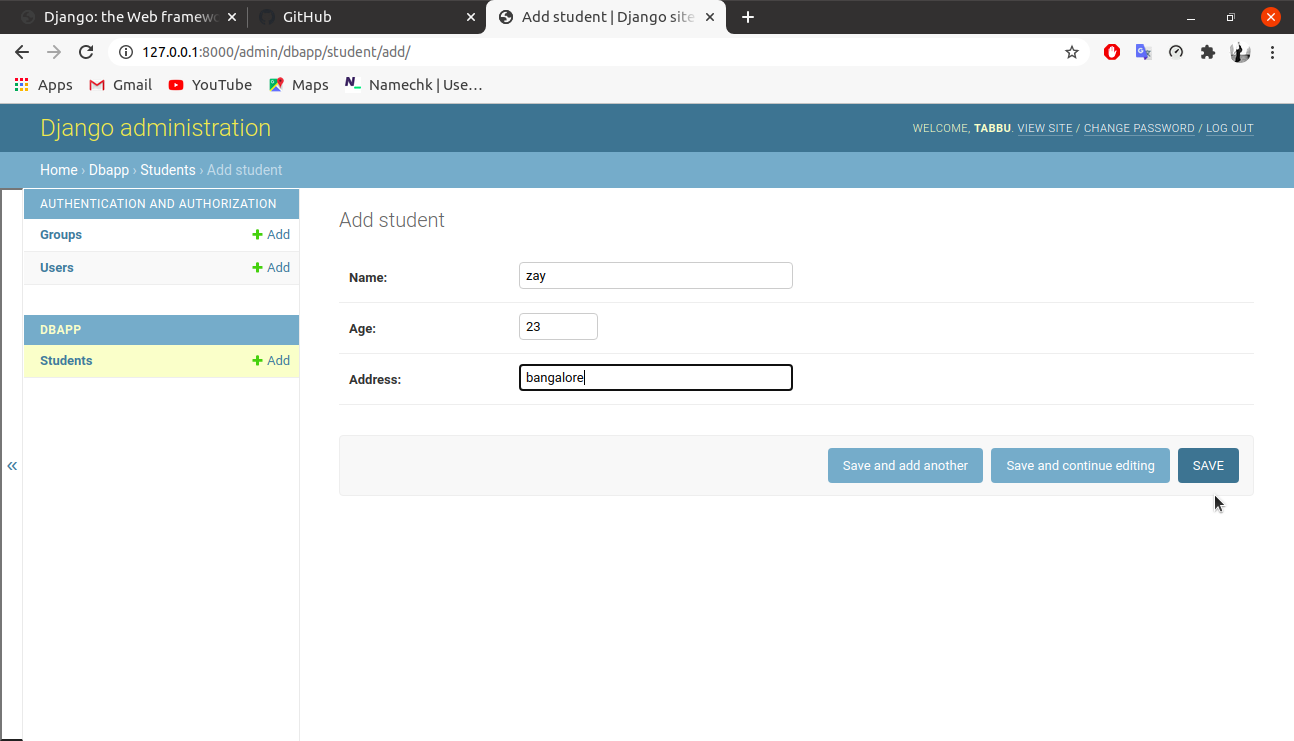 Django: the Web framew
GitHub
Add student | Django site
127.0.0.1:8000/admin/dbapp/student/add/
Apps
Gmail
YouTube
Maps
Namechk | Use…
Django administration
WELCOME, TABBU. VIEW SITE / CHANGE PASSWORD / LOG OUT
Home › Dbapp › Students › Add student
AUTHENTICATION AND AUTHORIZATION
Groups
Add
Users
Add
DBAPP
Students
Add
«
Add student
Name:
zay
Age:
23
Address:
bangalore
Save and add another
Save and continue editing
SAVE